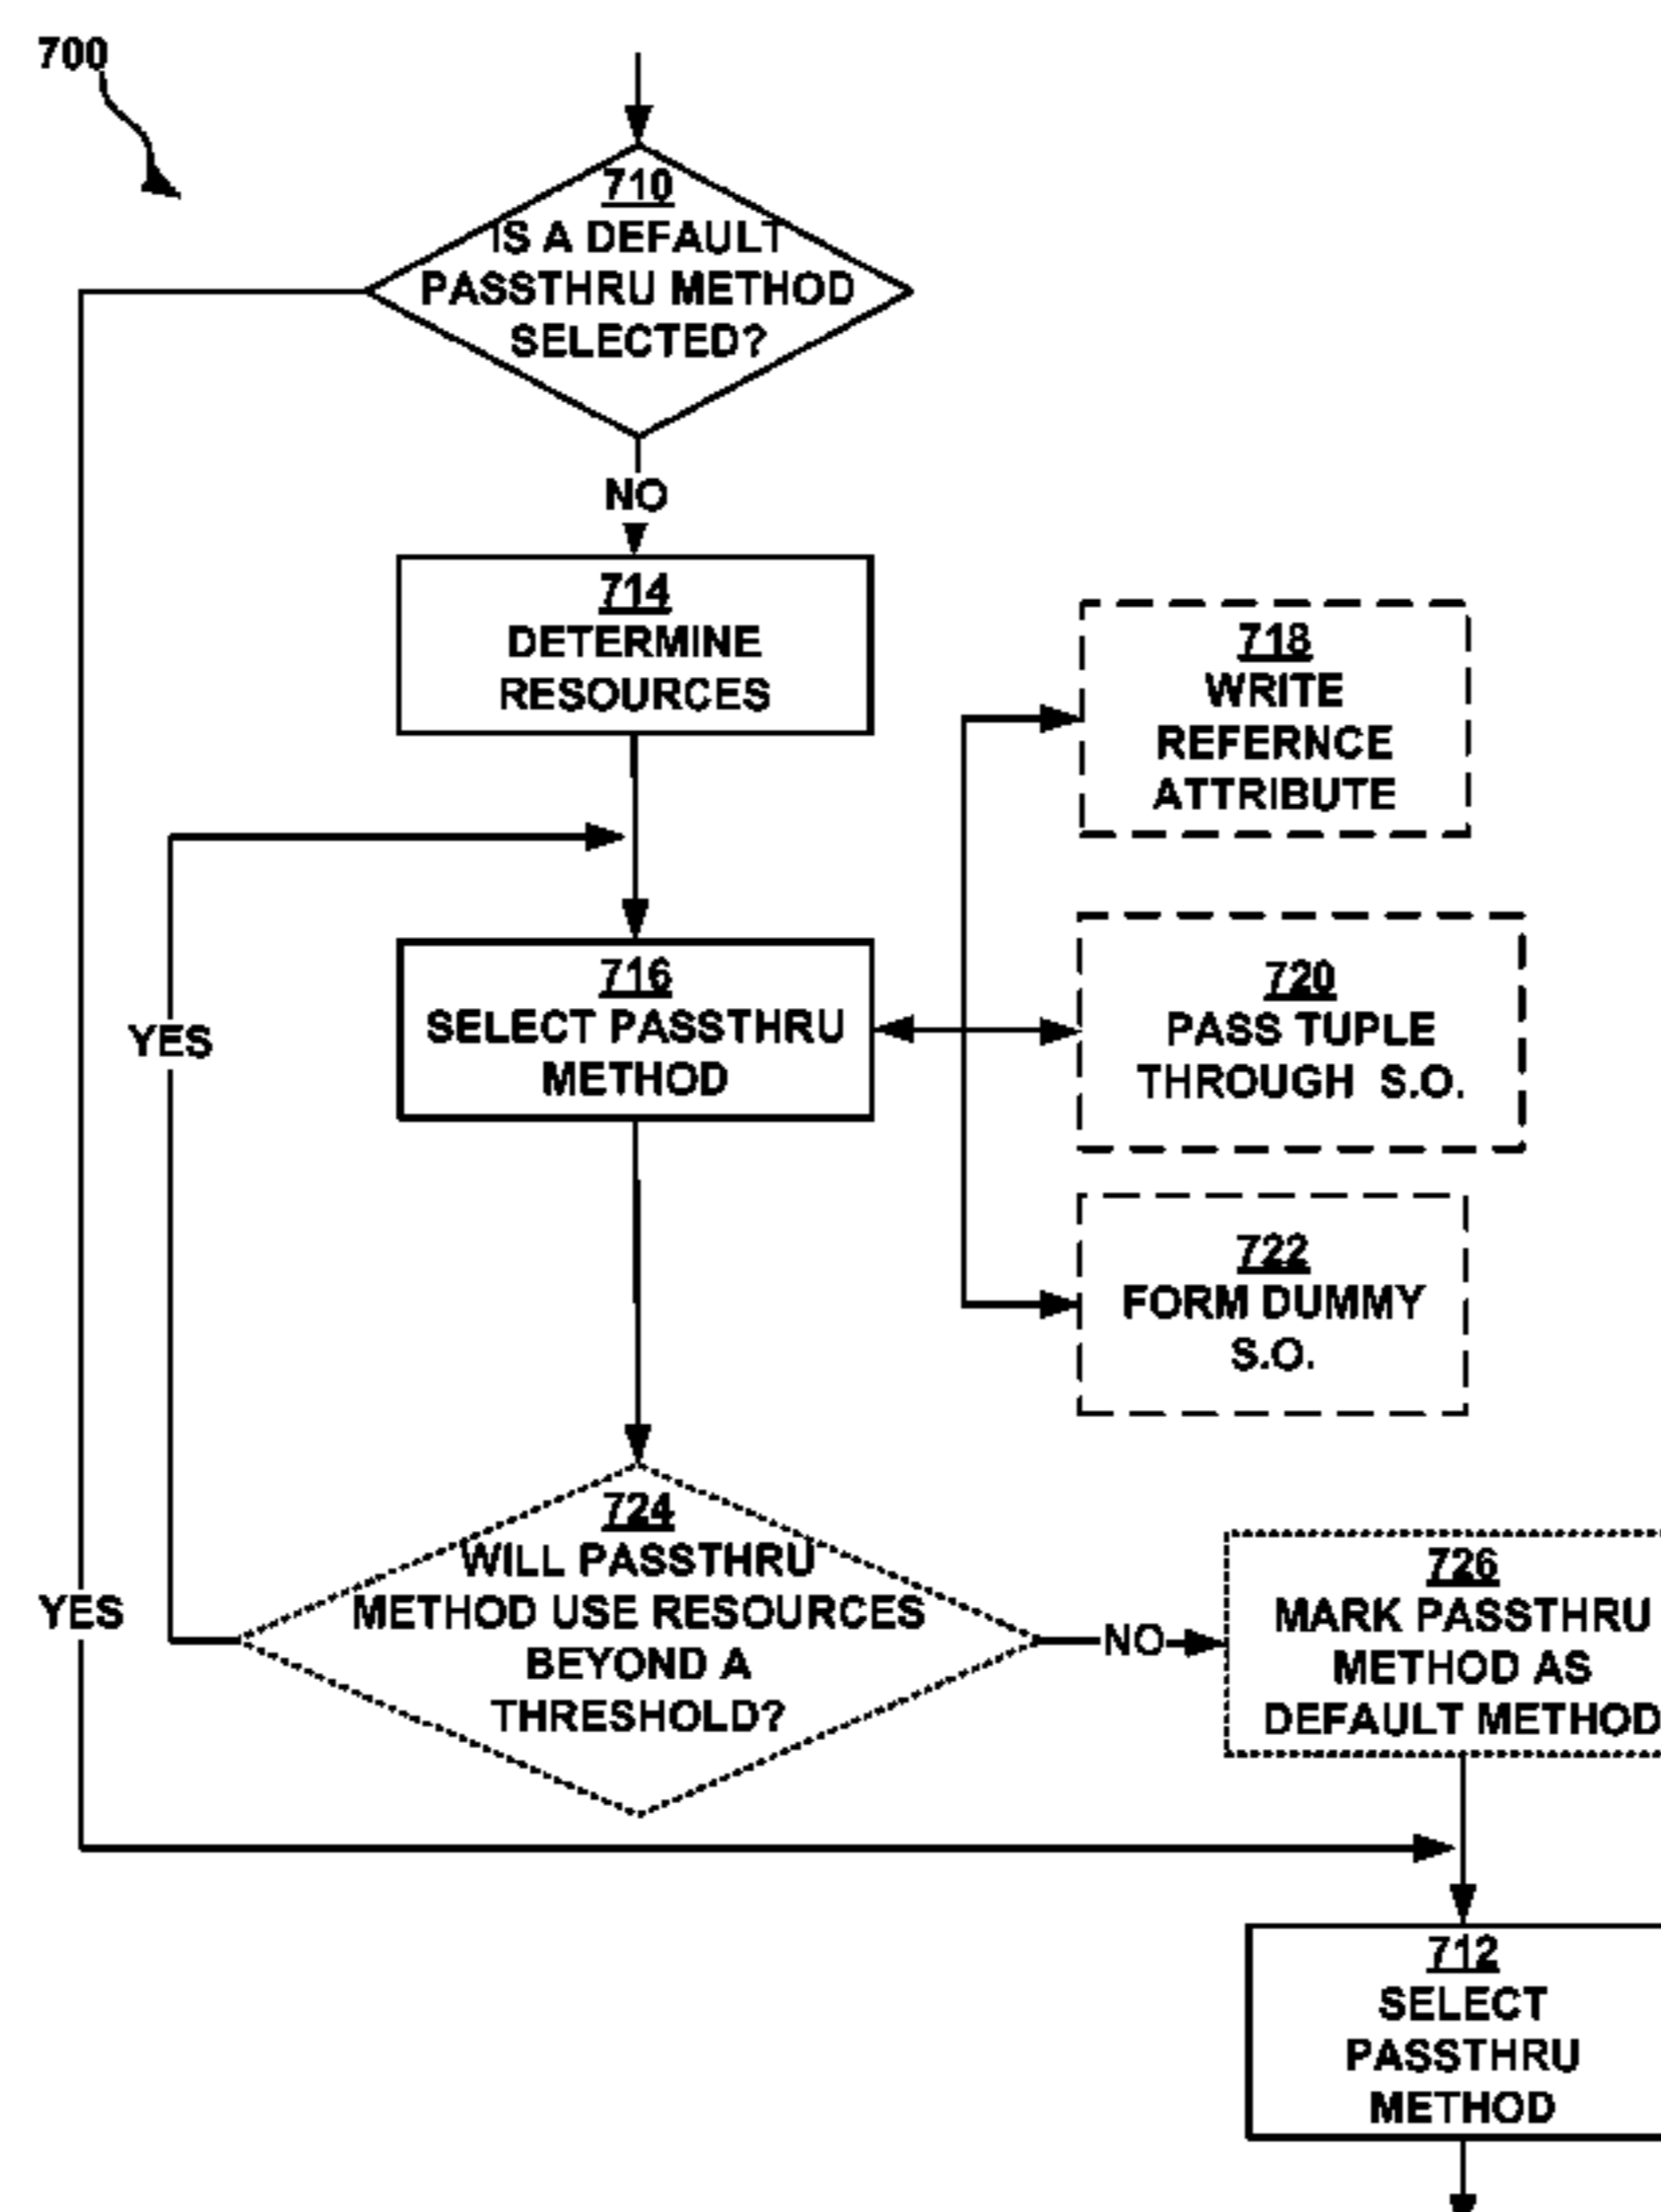 700
710
IS A DEFAULT
PASSTHRU METHOD
SELECTED?
NO
714
DETERMINE
RESOURCES
718
WRITE
REFERNCE
ATTRIBUTE
716
SELECT PASSTHRU
METHOD
720
PASS TUPLE
THROUGH S.O.
YES
722
FORM DUMMY
S.O.
724
WILL PASSTHRU
METHOD USE RESOURCES
BEYOND A
THRESHOLD?
YES
NO
726
MARK PASSTHRU
METHOD AS
DEFAULT METHOD
712
SELECT
PASSTHRU
METHOD